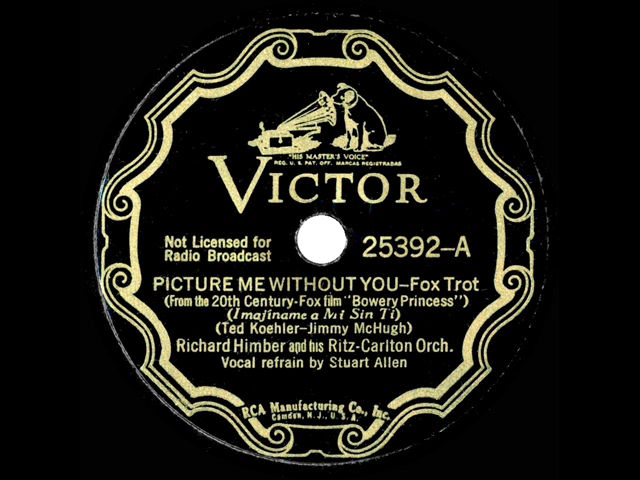 "HIS MASTER'S VOICE"
REG. U. S. PAT. OFF. MARCAS REGISTRADAS
VICTOR
Not Licensed for
Radio Broadcast
25392-A
PICTURE ME WITHOUT YOU-Fox Trot
(From the 20th Century-Fox film "Bowery Princess")
(Imajíname a Mi Sin Ti)
(Ted Koehler-Jimmy McHugh)
Richard Himber and his Ritz-Carlton Orch.
Vocal refrain by Stuart Allen
RCA Manufacturing Co., Inc.
Camden, N. J., U. S. A.